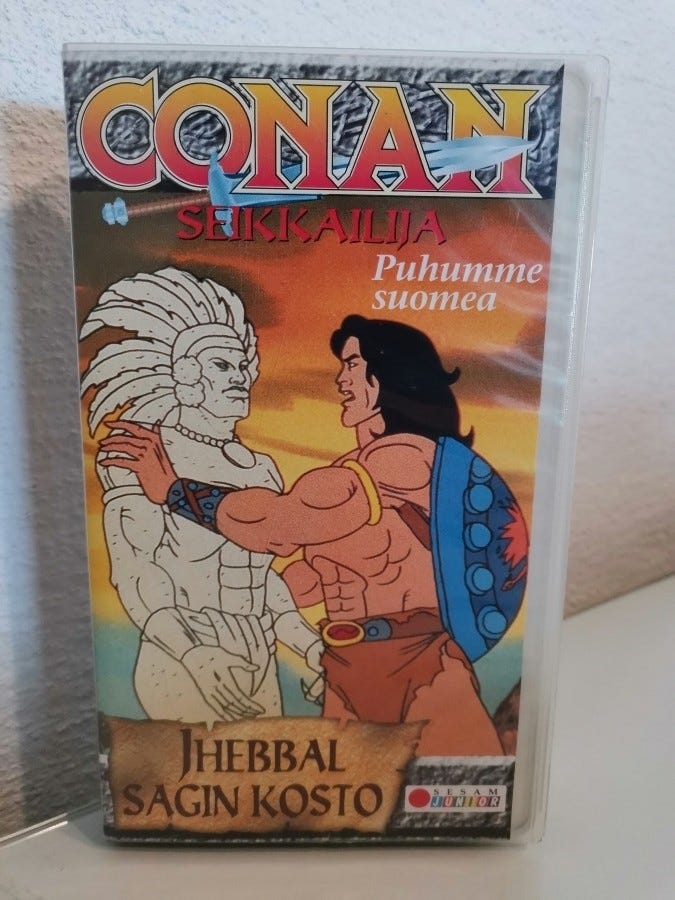 CONAN
SEIKKAILIJA
Puhumme
suomea
JHEBBAL
SAGIN KOSTO
SESAM
JUNIOR